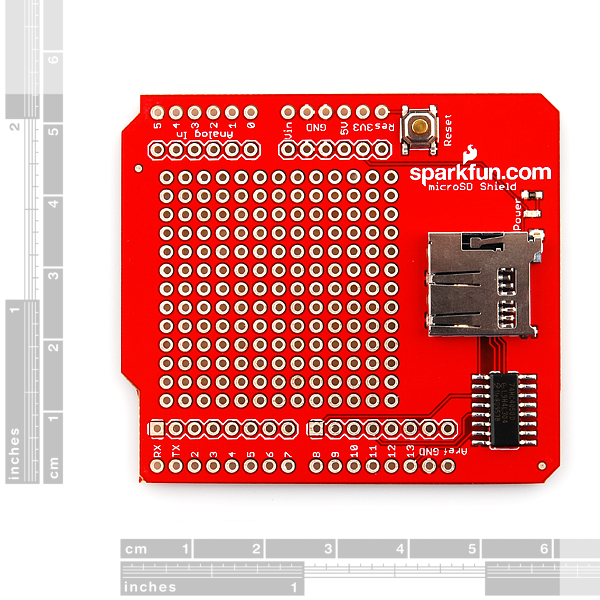 5 4 3 2 1 0
Analog In
Vin GND 5V 3V3 Res
Reset
sparkfun.com
microSD Shield
Power
RX TX 2 3 4 5 6 7 8 9 10 11 12 13 GND Aref
6
5
4
3
2
1
cm
2
1
inches
cm 1 2 3 4 5 6
inches 1